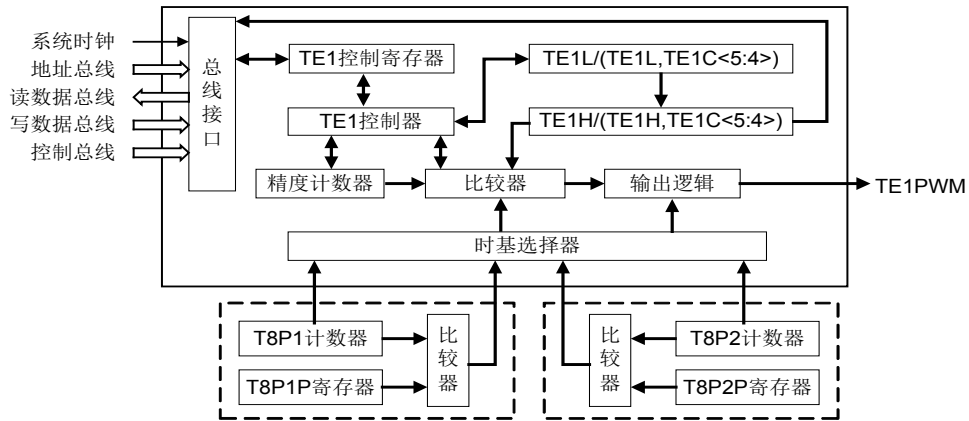 系统时钟
地址总线
读数据总线
写数据总线
控制总线
总线接口
TE1控制寄存器
TE1L/(TE1L,TE1C<5:4>)
TE1控制器
TE1H/(TE1H,TE1C<5:4>)
精度计数器
比较器
输出逻辑
TE1PWM
时基选择器
T8P1计数器
比较器
T8P1P寄存器
比较器
T8P2计数器
T8P2P寄存器